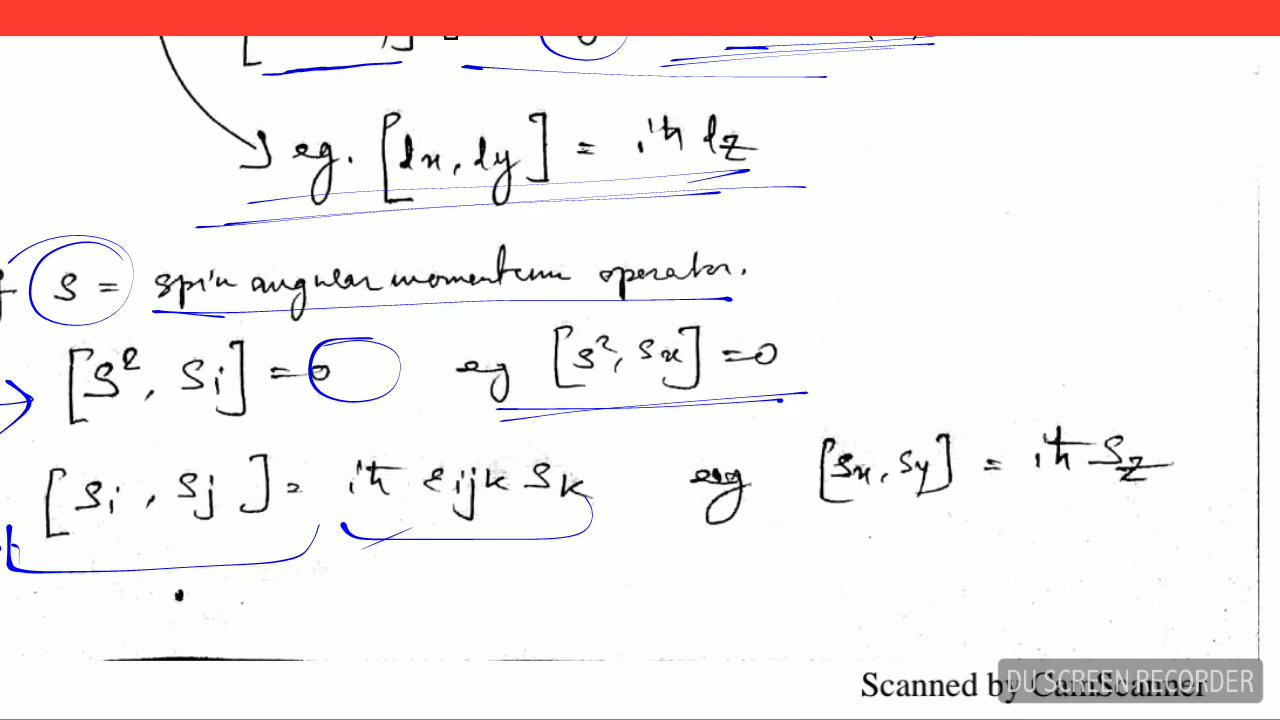 eg. [lx, ly] = iħ lz
S = spin angular momentum operator.
[S², Si] = 0 eg [S², Sx] = 0
[Si, Sj] = iħ εijk Sk eg [Sx, Sy] = iħ Sz
Scanned by CamScanner
DU SCREEN RECORDER